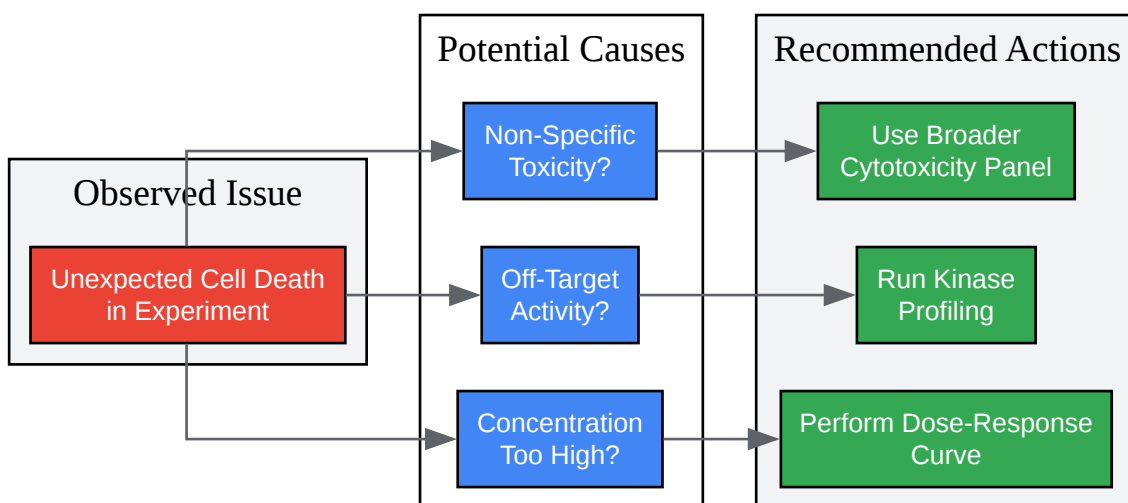 Observed Issue
Unexpected Cell Death
in Experiment
Potential Causes
Non-Specific
Toxicity?
Off-Target
Activity?
Concentration
Too High?
Recommended Actions
Use Broader
Cytotoxicity Panel
Run Kinase
Profiling
Perform Dose-Response
Curve